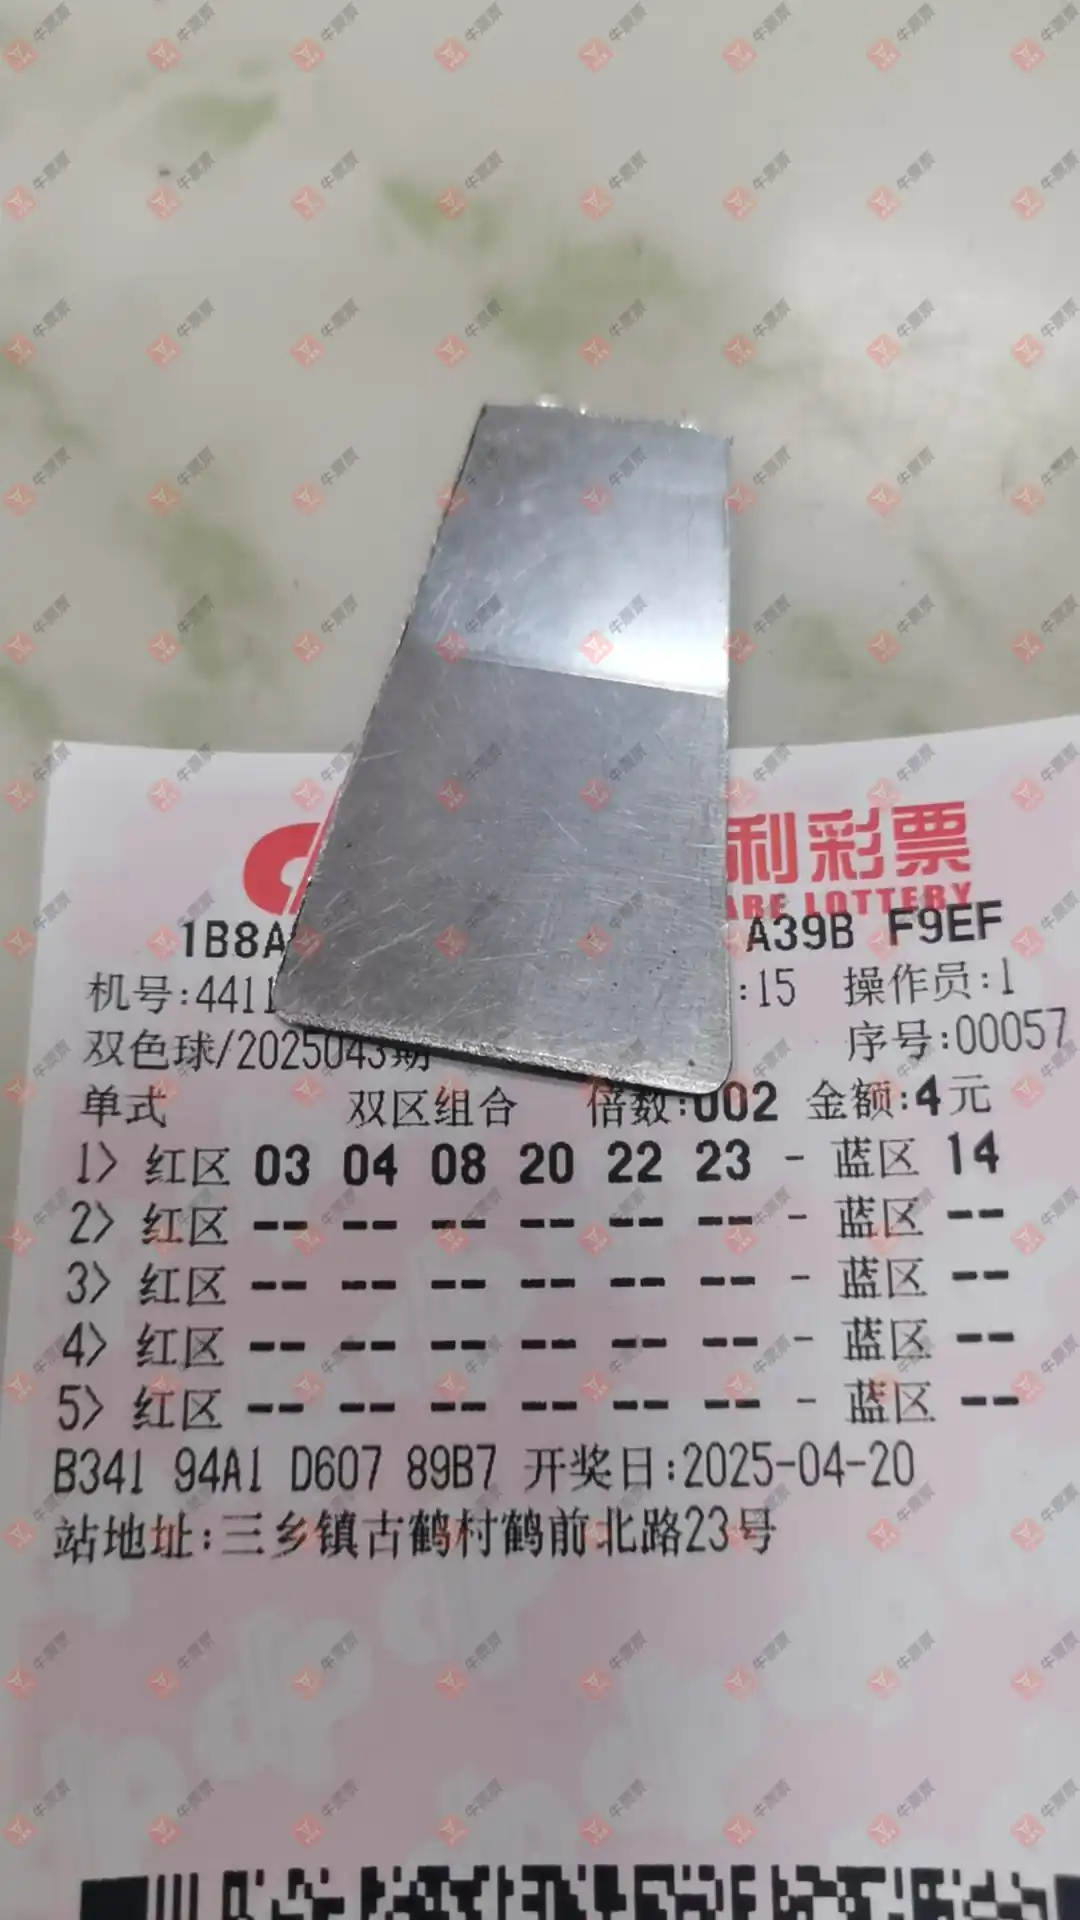 利彩票
ARE LOTTERY
1B8A A39B F9EF
机号:4411 :15 操作员:1
双色球/2025043期 序号:00057
单式 双区组合 倍数:002 金额:4元
1> 红区 03 04 08 20 22 23 - 蓝区 14
2> 红区 -- -- -- -- -- -- - 蓝区 --
3> 红区 -- -- -- -- -- -- - 蓝区 --
4> 红区 -- -- -- -- -- -- - 蓝区 --
5> 红区 -- -- -- -- -- -- - 蓝区 --
B341 94A1 D607 89B7 开奖日:2025-04-20
站地址:三乡镇古鹤村鹤前北路23号